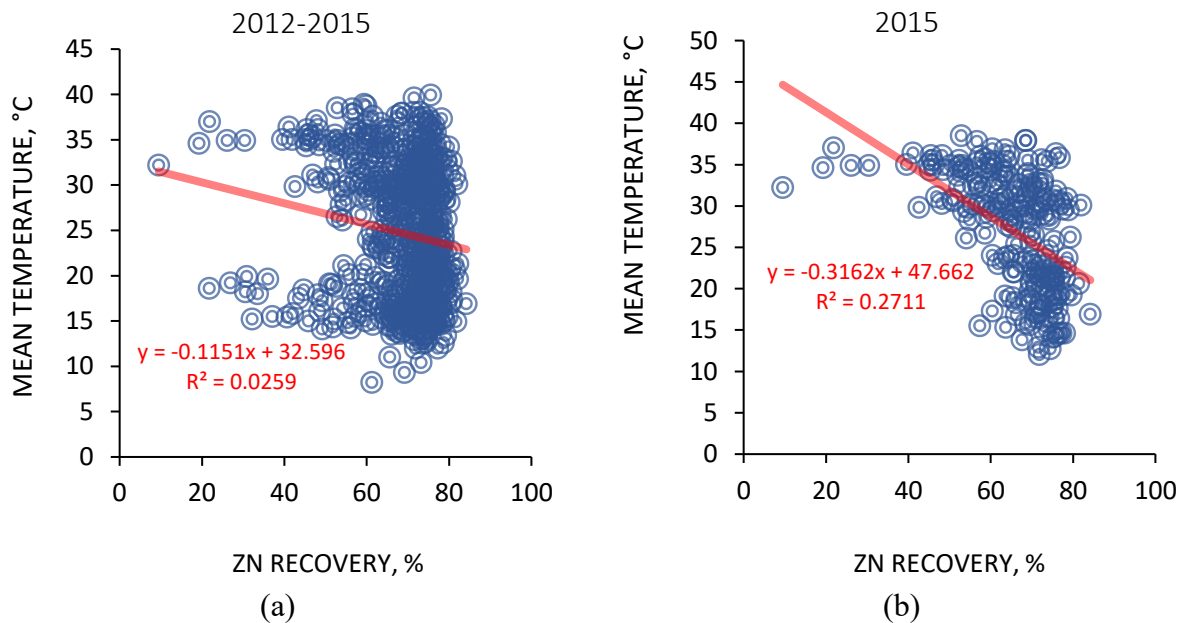 2012-2015
MEAN TEMPERATURE, °C
45
40
35
30
25
20
15
10
5
0
y = -0.1151x + 32.596
R² = 0.0259
0 20 40 60 80 100
ZN RECOVERY, %
(a)
2015
MEAN TEMPERATURE, °C
50
45
40
35
30
25
20
15
10
5
0
y = -0.3162x + 47.662
R² = 0.2711
0 20 40 60 80 100
ZN RECOVERY, %
(b)